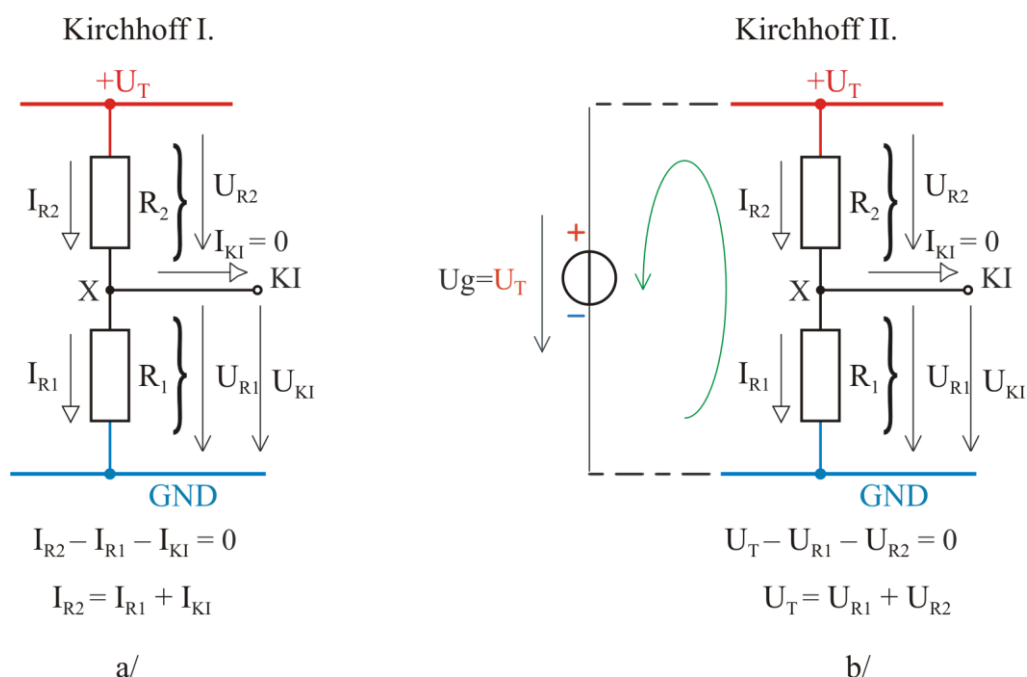 Kirchhoff I.
+U_T
I_R2
R_2
U_R2
I_KI = 0
X
KI
I_R1
R_1
U_R1
U_KI
GND
I_R2 – I_R1 – I_KI = 0
I_R2 = I_R1 + I_KI
a/
Kirchhoff II.
+U_T
I_R2
R_2
U_R2
I_KI = 0
+
Ug=U_T
–
X
KI
I_R1
R_1
U_R1
U_KI
GND
U_T – U_R1 – U_R2 = 0
U_T = U_R1 + U_R2
b/